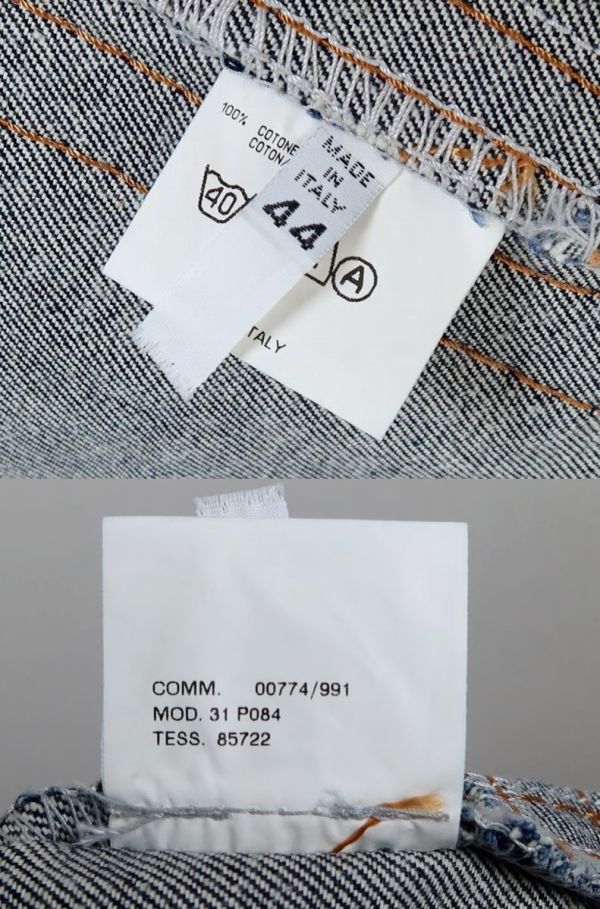 100% COTONE
COTON
MADE
IN
ITALY
44
40
A
TALY
COMM. 00774/991
MOD. 31 P084
TESS. 85722